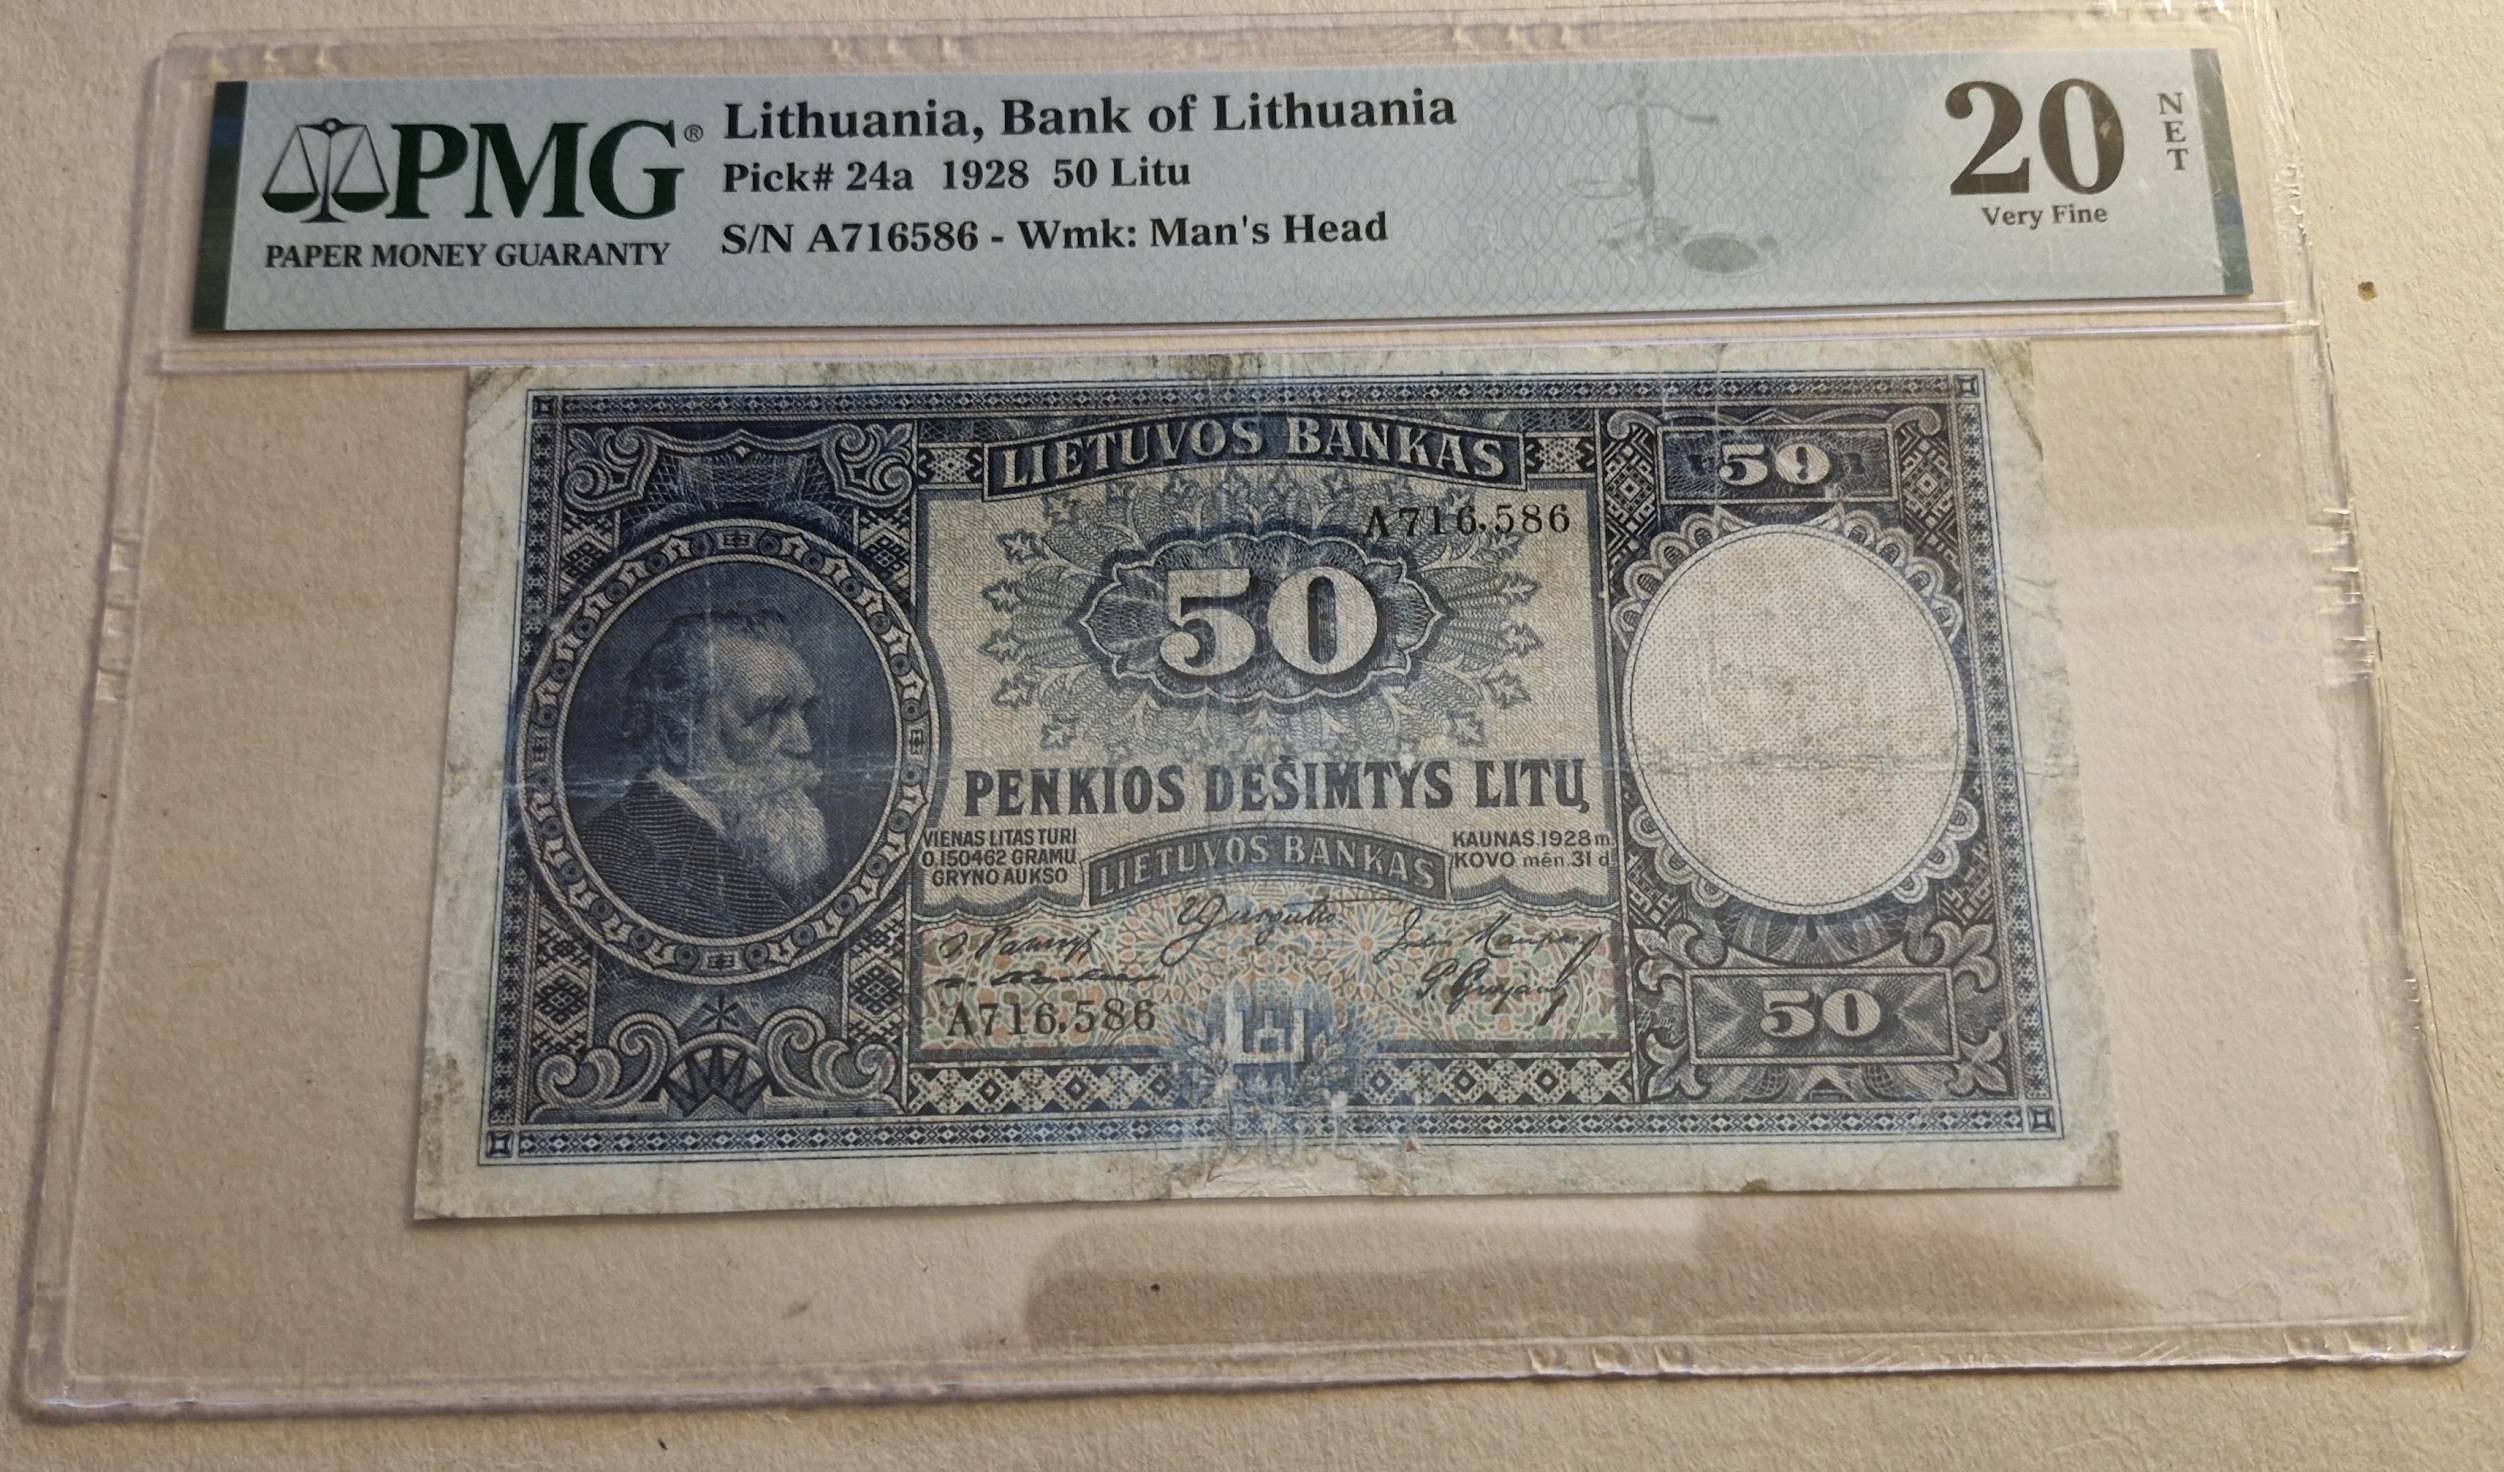 PMG®
PAPER MONEY GUARANTY
Lithuania, Bank of Lithuania
Pick# 24a 1928 50 Litu
S/N A716586 - Wmk: Man's Head
20
NET
Very Fine
LIETUVOS BANKAS
50
A716.586
50
PENKIOS DEŠIMTYS LITŲ
VIENAS LITAS TURI
0.150462 GRAMŲ
GRYNO AUKSO
LIETUVOS BANKAS
KAUNAS.1928 m.
KOVO mėn. 31 d.
A716.586
50